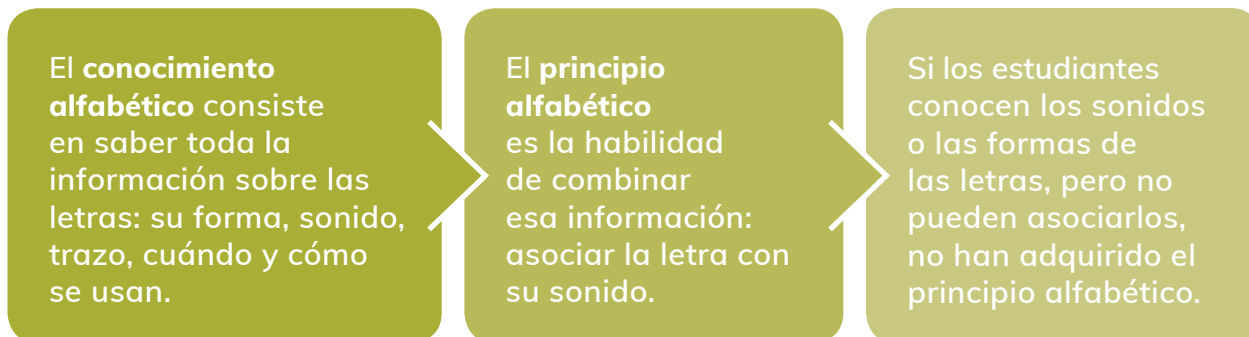 El conocimiento
alfabético consiste
en saber toda la
información sobre las
letras: su forma, sonido,
trazo, cuándo y cómo
se usan.
El principio
alfabético
es la habilidad
de combinar
esa información:
asociar la letra con
su sonido.
Si los estudiantes
conocen los sonidos
o las formas de
las letras, pero no
pueden asociarlos,
no han adquirido el
principio alfabético.